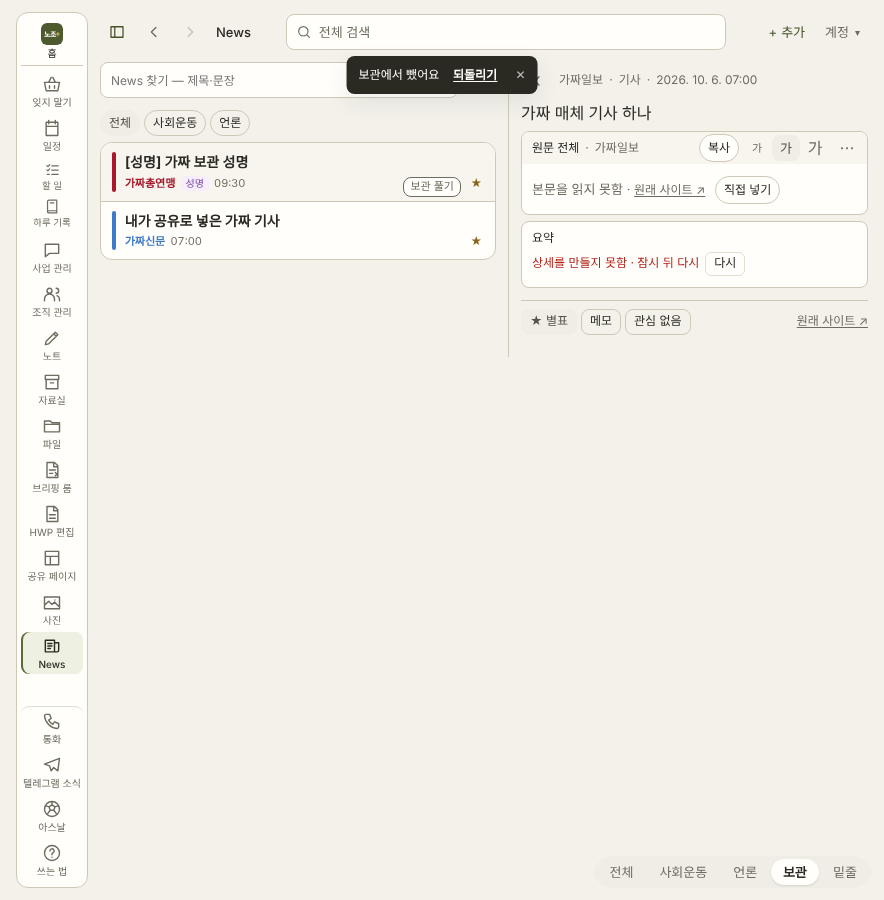 노조+
홈
잊지 말기
일정
할 일
하루 기록
사업 관리
조직 관리
노트
자료실
파일
브리핑 룸
HWP 편집
공유 페이지
사진
News
통화
텔레그램 소식
아스날
쓰는 법
News
전체 검색
+ 추가
계정 ▾
보관에서 뺐어요 되돌리기 ×
News 찾기 — 제목·문장
전체 사회운동 언론
[성명] 가짜 보관 성명
가짜총연맹 성명 09:30
보관 풀기 ★
내가 공유로 넣은 가짜 기사
가짜신문 07:00 ★
가짜일보 · 기사 · 2026. 10. 6. 07:00
가짜 매체 기사 하나
원문 전체 · 가짜일보 복사 가 가 가 ⋯
본문을 읽지 못함 · 원래 사이트 ↗ 직접 넣기
요약
상세를 만들지 못함 · 잠시 뒤 다시 다시
★ 별표 메모 관심 없음 원래 사이트 ↗
전체 사회운동 언론 보관 밑줄